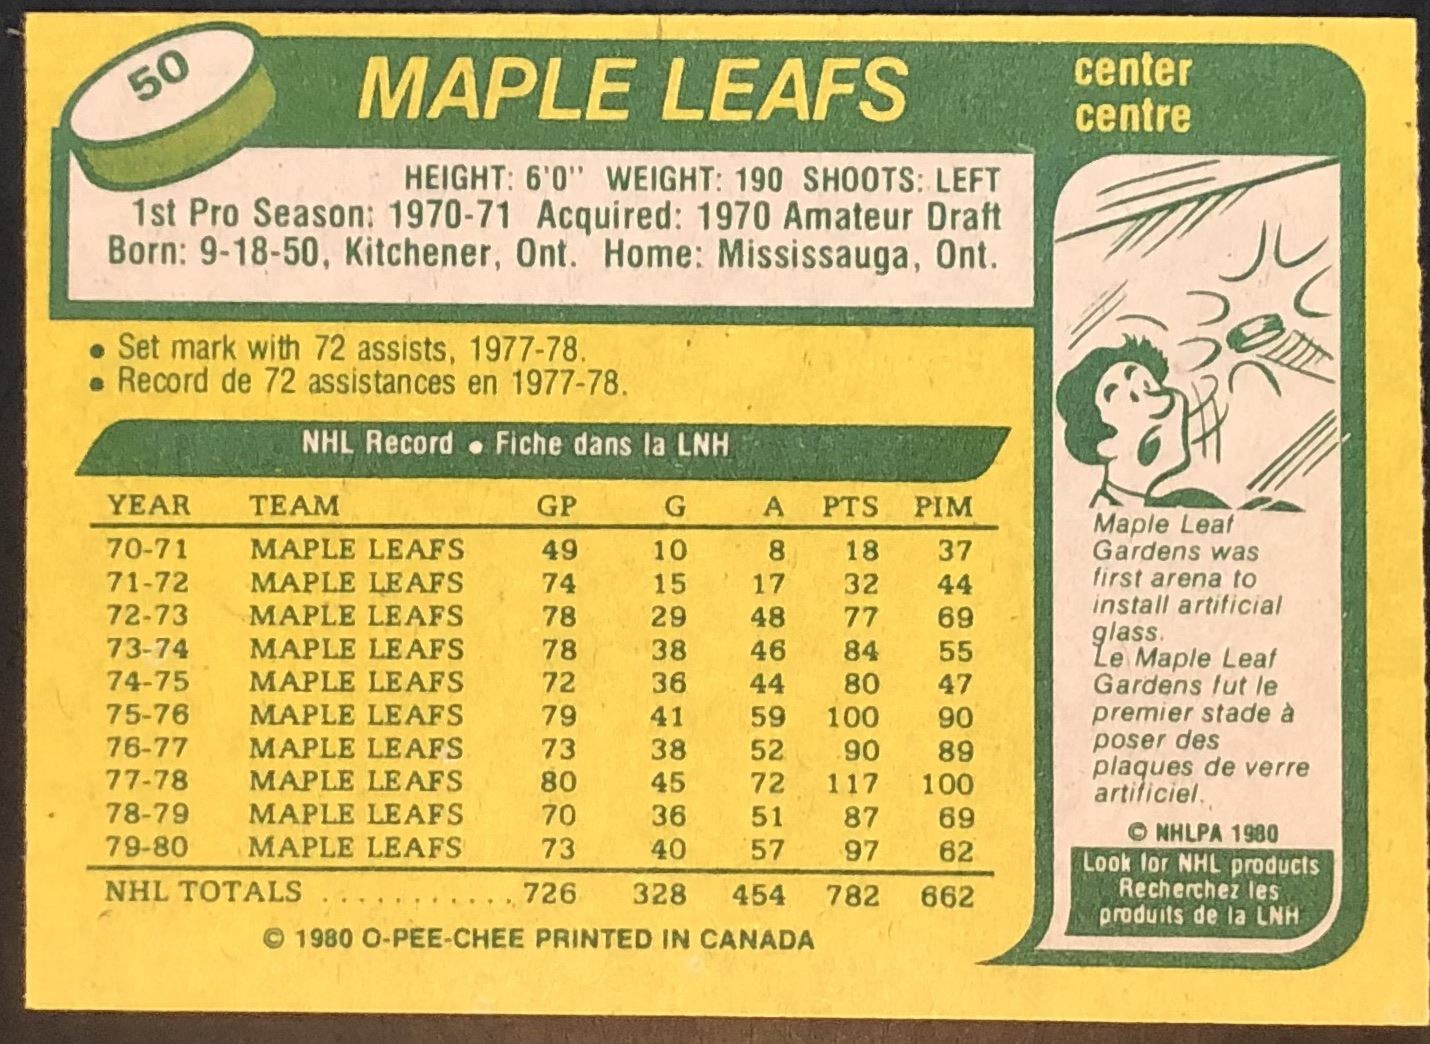 50
MAPLE LEAFS
center
centre
HEIGHT: 6'0" WEIGHT: 190 SHOOTS: LEFT
1st Pro Season: 1970-71 Acquired: 1970 Amateur Draft
Born: 9-18-50, Kitchener, Ont. Home: Mississauga, Ont.
• Set mark with 72 assists, 1977-78.
• Record de 72 assistances en 1977-78.
NHL Record • Fiche dans la LNH
YEAR TEAM GP G A PTS PIM
70-71 MAPLE LEAFS 49 10 8 18 37
71-72 MAPLE LEAFS 74 15 17 32 44
72-73 MAPLE LEAFS 78 29 48 77 69
73-74 MAPLE LEAFS 78 38 46 84 55
74-75 MAPLE LEAFS 72 36 44 80 47
75-76 MAPLE LEAFS 79 41 59 100 90
76-77 MAPLE LEAFS 73 38 52 90 89
77-78 MAPLE LEAFS 80 45 72 117 100
78-79 MAPLE LEAFS 70 36 51 87 69
79-80 MAPLE LEAFS 73 40 57 97 62
NHL TOTALS ........... 726 328 454 782 662
© 1980 O-PEE-CHEE PRINTED IN CANADA
Maple Leaf
Gardens was
first arena to
install artificial
glass.
Le Maple Leaf
Gardens fut le
premier stade à
poser des
plaques de verre
artificiel.
© NHLPA 1980
Look for NHL products
Recherchez les
produits de la LNH